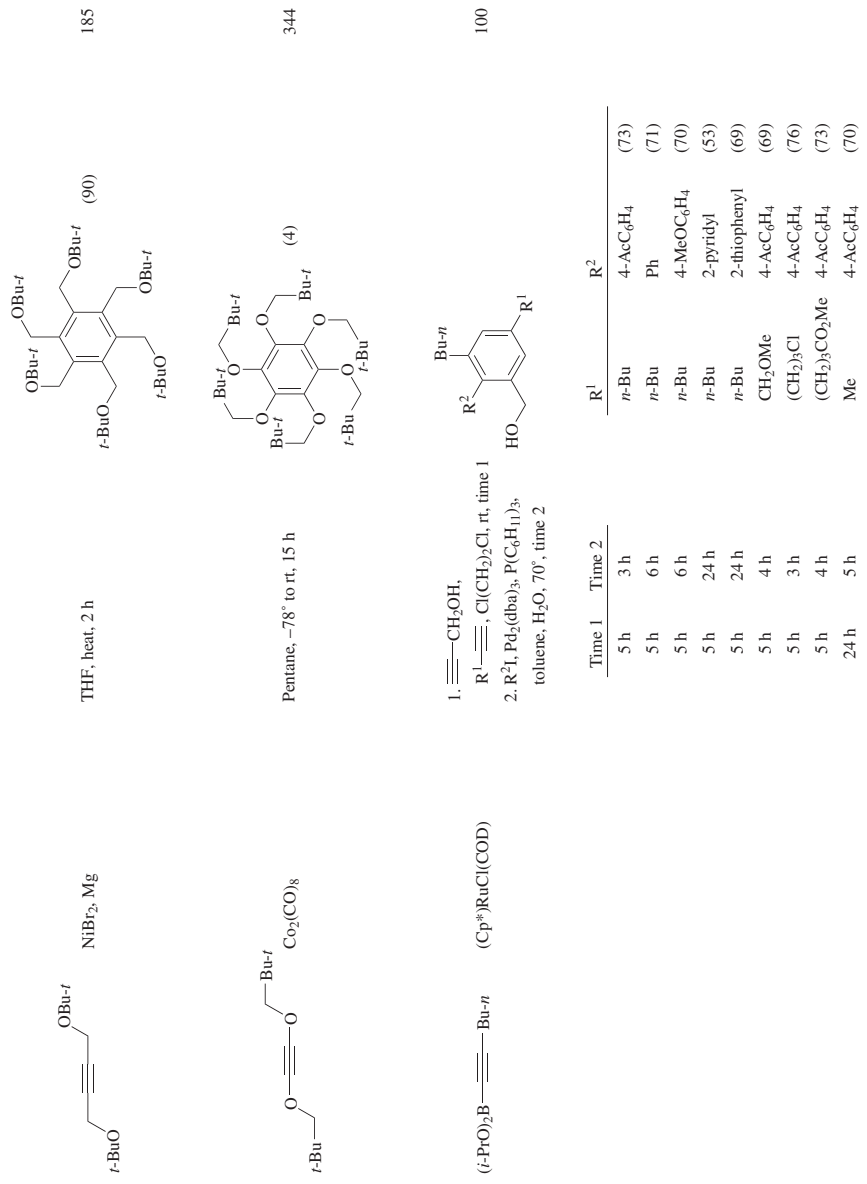 t-BuO
OBu-t
NiBr2, Mg
THF, heat, 2 h
OBu-t
OBu-t
OBu-t
OBu-t
t-BuO
t-BuO
(90)
185
t-Bu
O
O
Bu-t
Co2(CO)8
Pentane, –78° to rt, 15 h
Bu-t
Bu-t
Bu-t
Bu-t
t-Bu
t-Bu
O
O
O
O
O
O
(4)
344
(i-PrO)2B
Bu-n
(Cp*)RuCl(COD)
1. CH2OH,
R1 , Cl(CH2)2Cl, rt, time 1
2. R2I, Pd2(dba)3, P(C6H11)3,
toluene, H2O, 70°, time 2
HO
R2
Bu-n
R1
100
Time 1 Time 2 R1 R2
5 h 3 h n-Bu 4-AcC6H4 (73)
5 h 6 h n-Bu Ph (71)
5 h 6 h n-Bu 4-MeOC6H4 (70)
5 h 24 h n-Bu 2-pyridyl (53)
5 h 24 h n-Bu 2-thiophenyl (69)
5 h 4 h CH2OMe 4-AcC6H4 (69)
5 h 3 h (CH2)3Cl 4-AcC6H4 (76)
5 h 4 h (CH2)3CO2Me 4-AcC6H4 (73)
24 h 5 h Me 4-AcC6H4 (70)